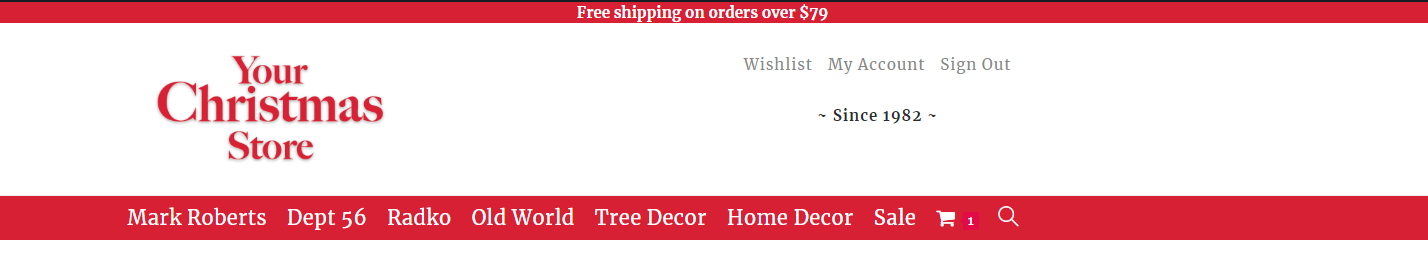 Free shipping on orders over $79
Your
Christmas
Store
Wishlist My Account Sign Out
~ Since 1982 ~
Mark Roberts Dept 56 Radko Old World Tree Decor Home Decor Sale 1